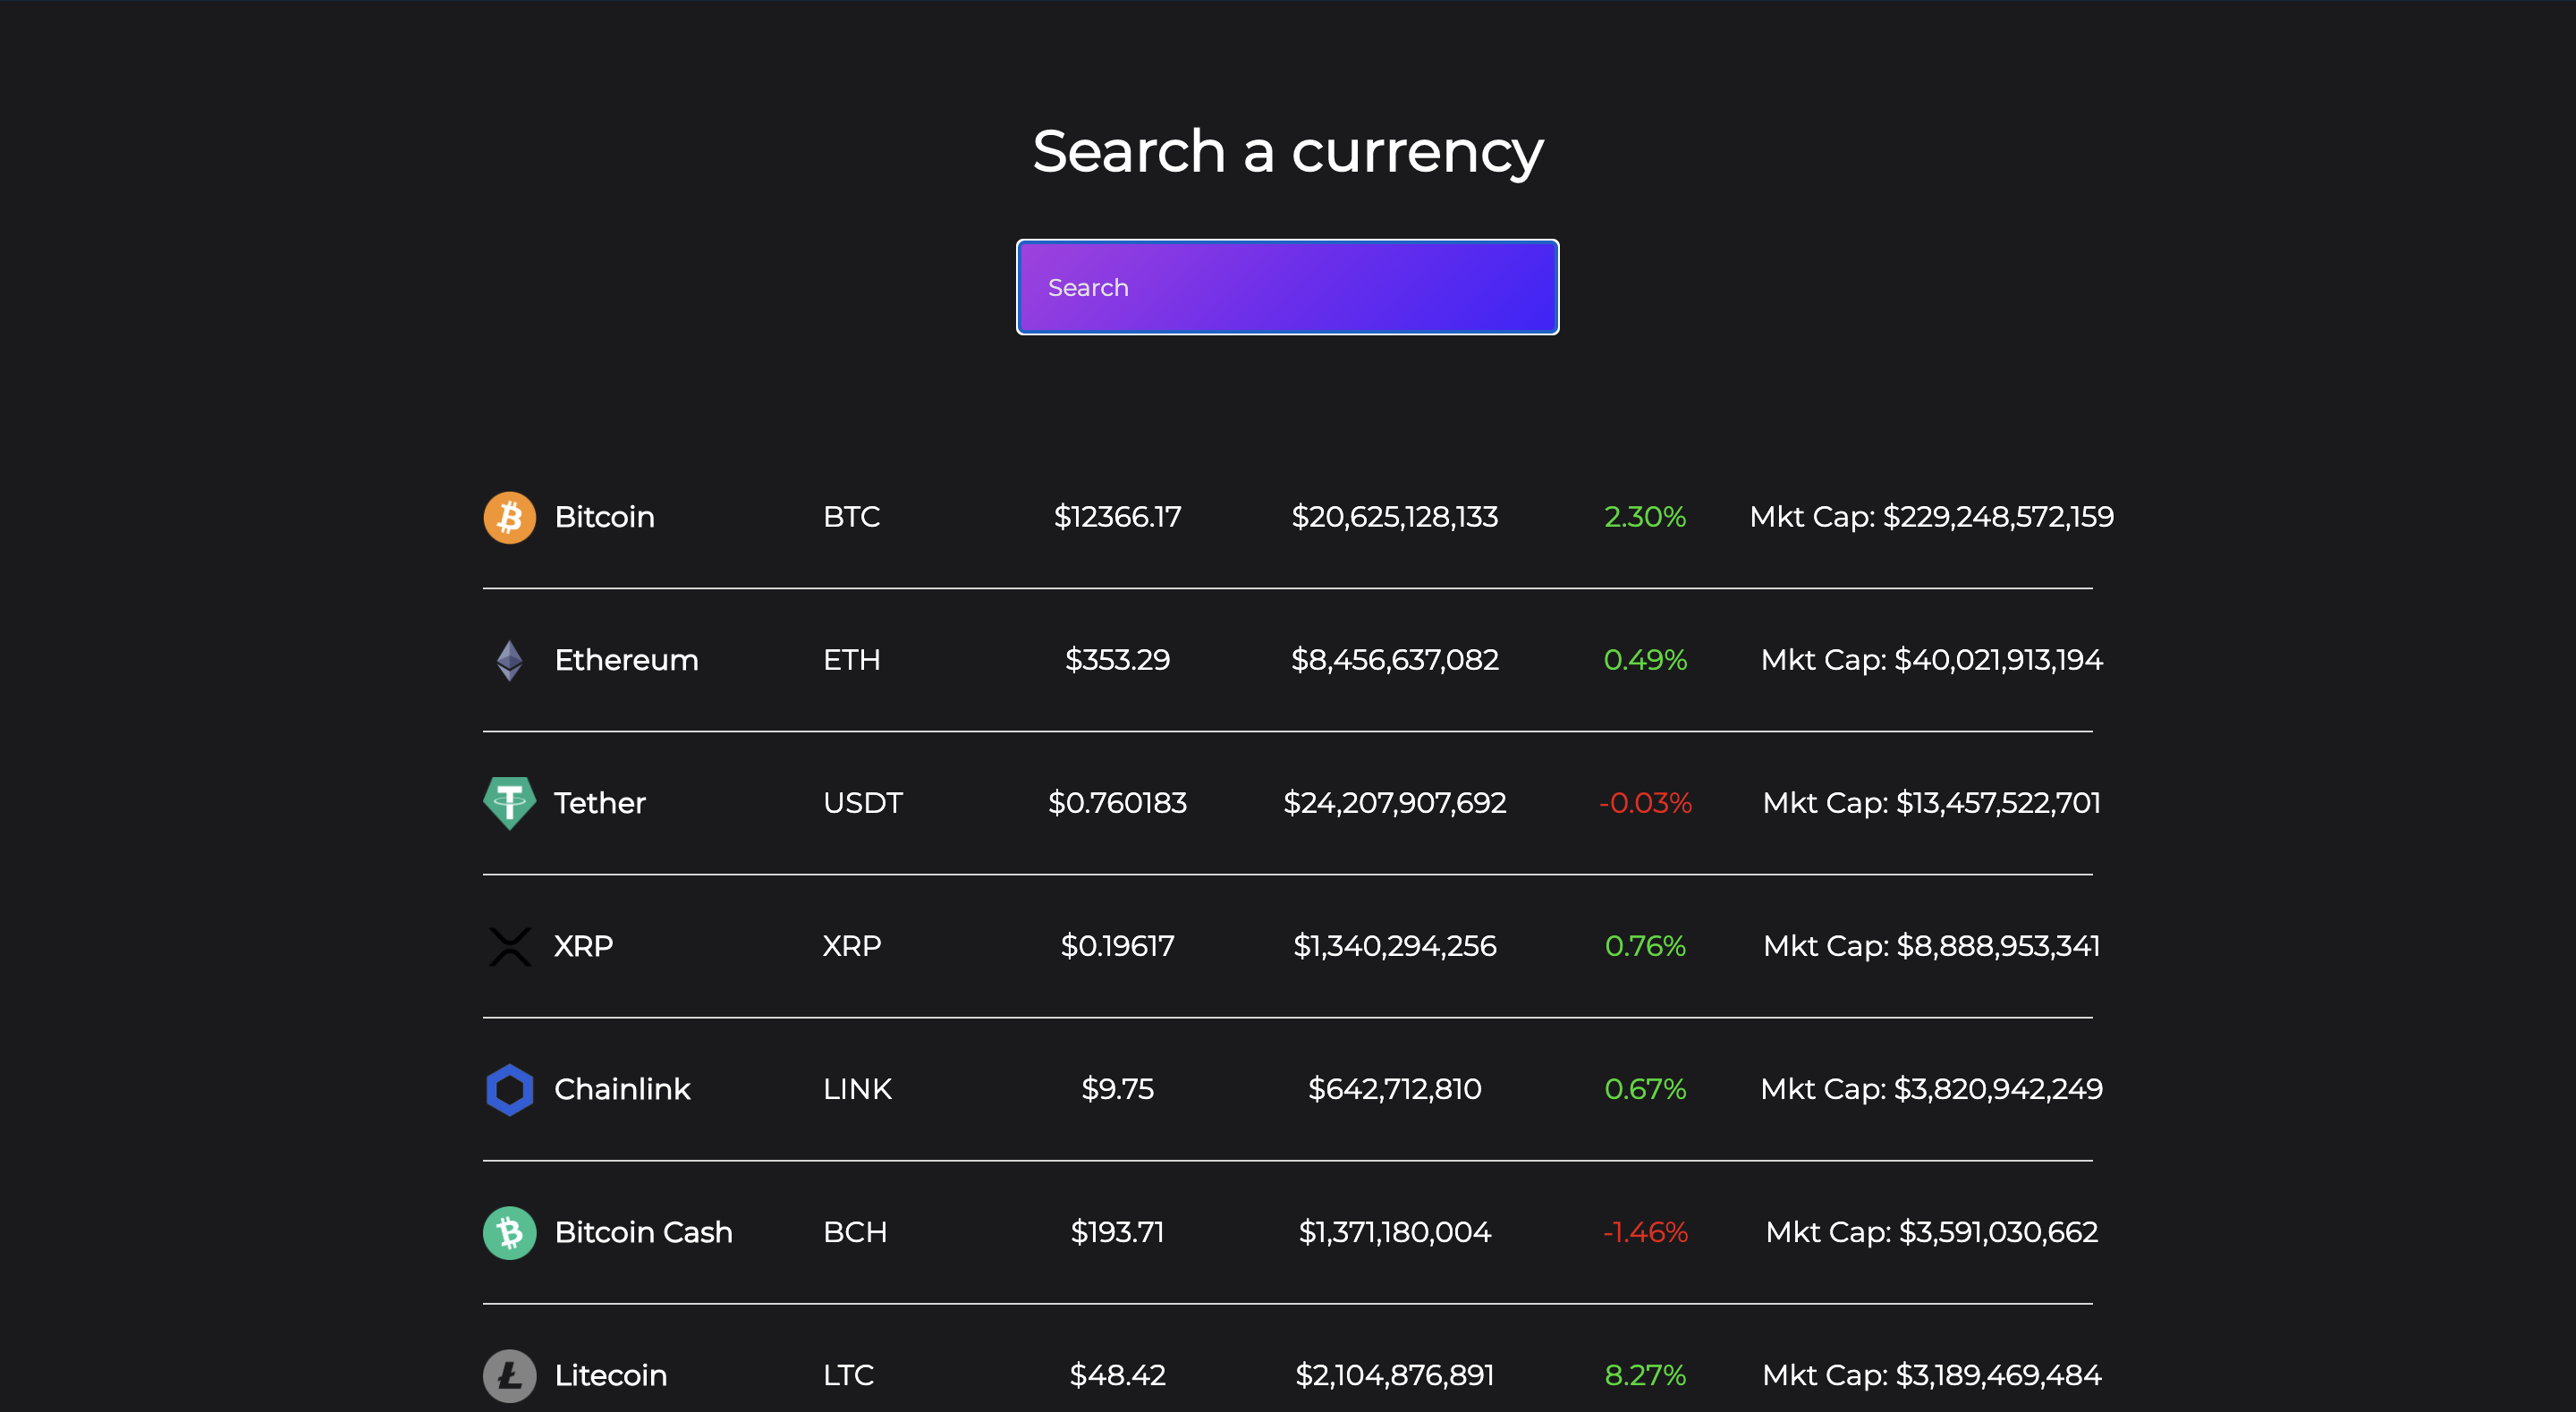 Search a currency
Search
Bitcoin BTC $12366.17 $20,625,128,133 2.30% Mkt Cap: $229,248,572,159
Ethereum ETH $353.29 $8,456,637,082 0.49% Mkt Cap: $40,021,913,194
Tether USDT $0.760183 $24,207,907,692 -0.03% Mkt Cap: $13,457,522,701
XRP XRP $0.19617 $1,340,294,256 0.76% Mkt Cap: $8,888,953,341
Chainlink LINK $9.75 $642,712,810 0.67% Mkt Cap: $3,820,942,249
Bitcoin Cash BCH $193.71 $1,371,180,004 -1.46% Mkt Cap: $3,591,030,662
Litecoin LTC $48.42 $2,104,876,891 8.27% Mkt Cap: $3,189,469,484